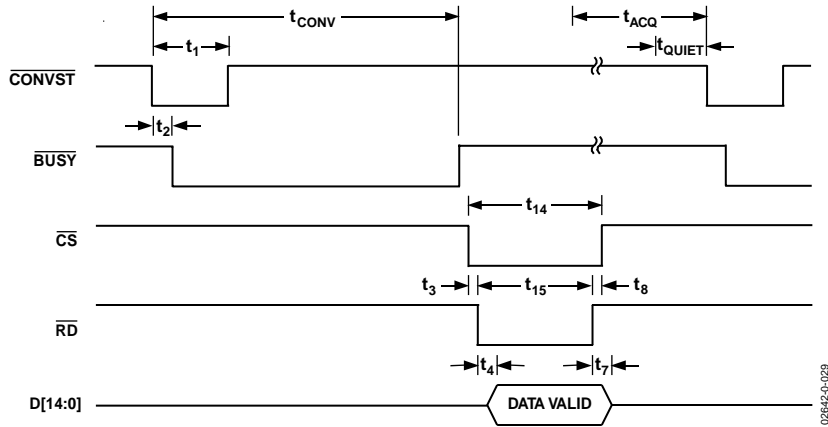 tCONV
tACQ
t1
tQUIET
CONVST
t2
BUSY
t14
CS
t3
t15
t8
RD
t4
t7
D[14:0]
DATA VALID
02642-0-029